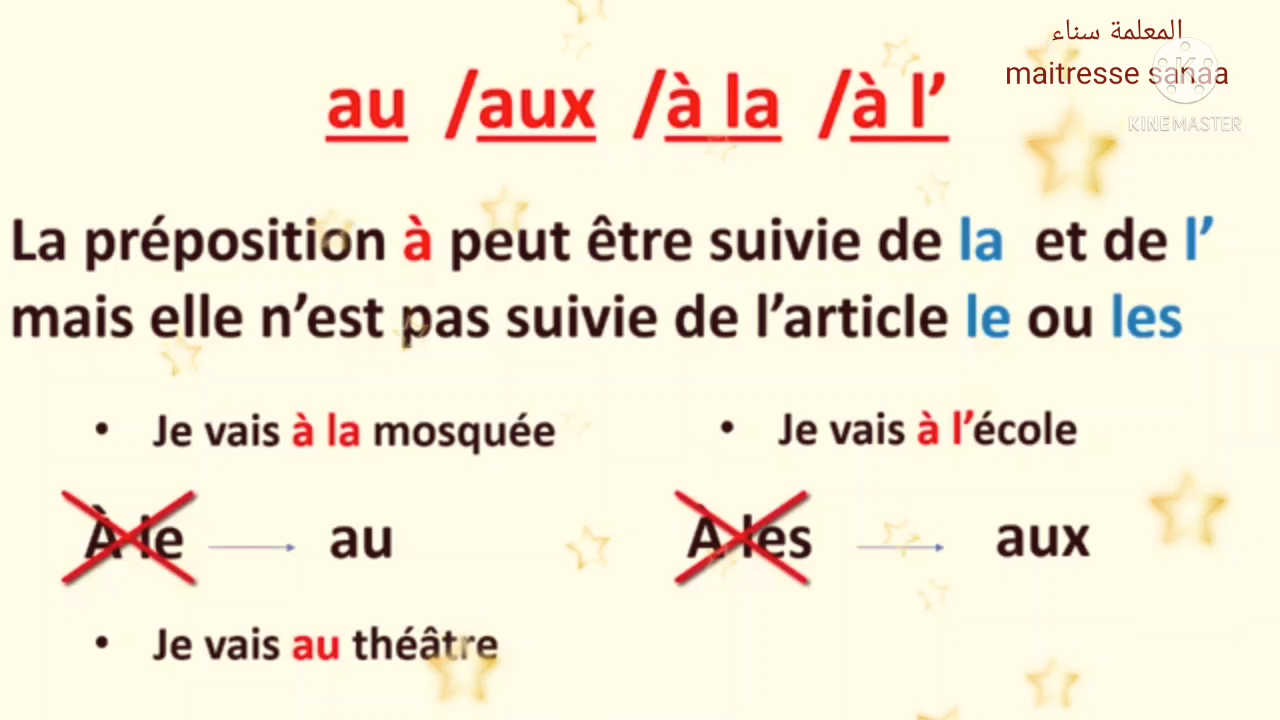 المعلمة سناء
maitresse sanaa
KINEMASTER
au /aux /à la /à l’
La préposition à peut être suivie de la et de l’
mais elle n’est pas suivie de l’article le ou les
• Je vais à la mosquée
• Je vais à l’école
À le → au
A les → aux
• Je vais au théâtre